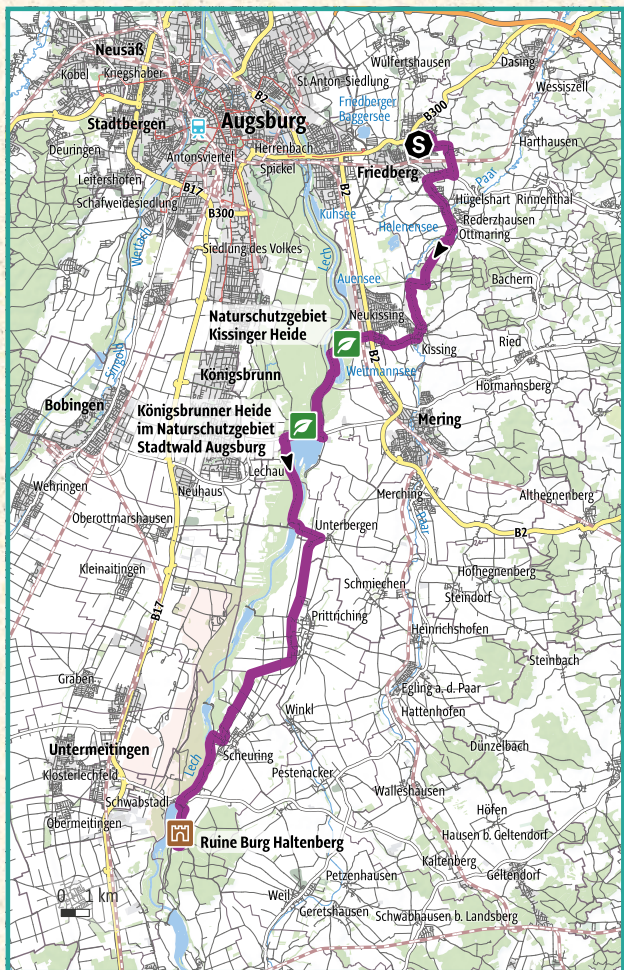 Neusäß
Kobel
Kriegshaber
Wulfertshausen
Dasing
St.Anton-Siedlung
Wessiszell
B2
Friedberger
Baggersee
B300
Stadtbergen
Augsburg
S
Deuringen
Antonsviertel
Herrenbach
Harthausen
Spickel
Friedberg
Leitershofen
B17
B2
Paar
Schafweidesiedlung
Kuhsee
Hügelshart
Rinnenthal
B300
Rederzhausen
Helenensee
Ottmaring
Wertach
Siedlung des Volkes
Lech
Auensee
Bachern
Naturschutzgebiet
Kissinger Heide
Neukissing
B2
Kissing
Ried
Singold
Königsbrunn
Weitmannsee
Hörmannsberg
Bobingen
Königsbrunner Heide
im Naturschutzgebiet
Stadtwald Augsburg
Mering
Lechau
Wehringen
Neuhaus
Merching
Althegnenberg
Oberottmarshausen
Unterbergen
Paar
B2
Kleinaitingen
Hofhegnenberg
Schmiechen
Steindorf
B17
Prittriching
Heinrichshofen
Steinbach
Graben
Egling a. d. Paar
Winkl
Hattenhofen
Untermeitingen
Scheuring
Dünzelbach
Lech
Klosterlechfeld
Pestenacker
Walleshausen
Schwabstadl
Obermeitingen
Höfen
Ruine Burg Haltenberg
Hausen b. Geltendorf
Kaltenberg
Petzenhausen
Geltendorf
0 1 km
Weil
Geretshausen
Schwabhausen b. Landsberg